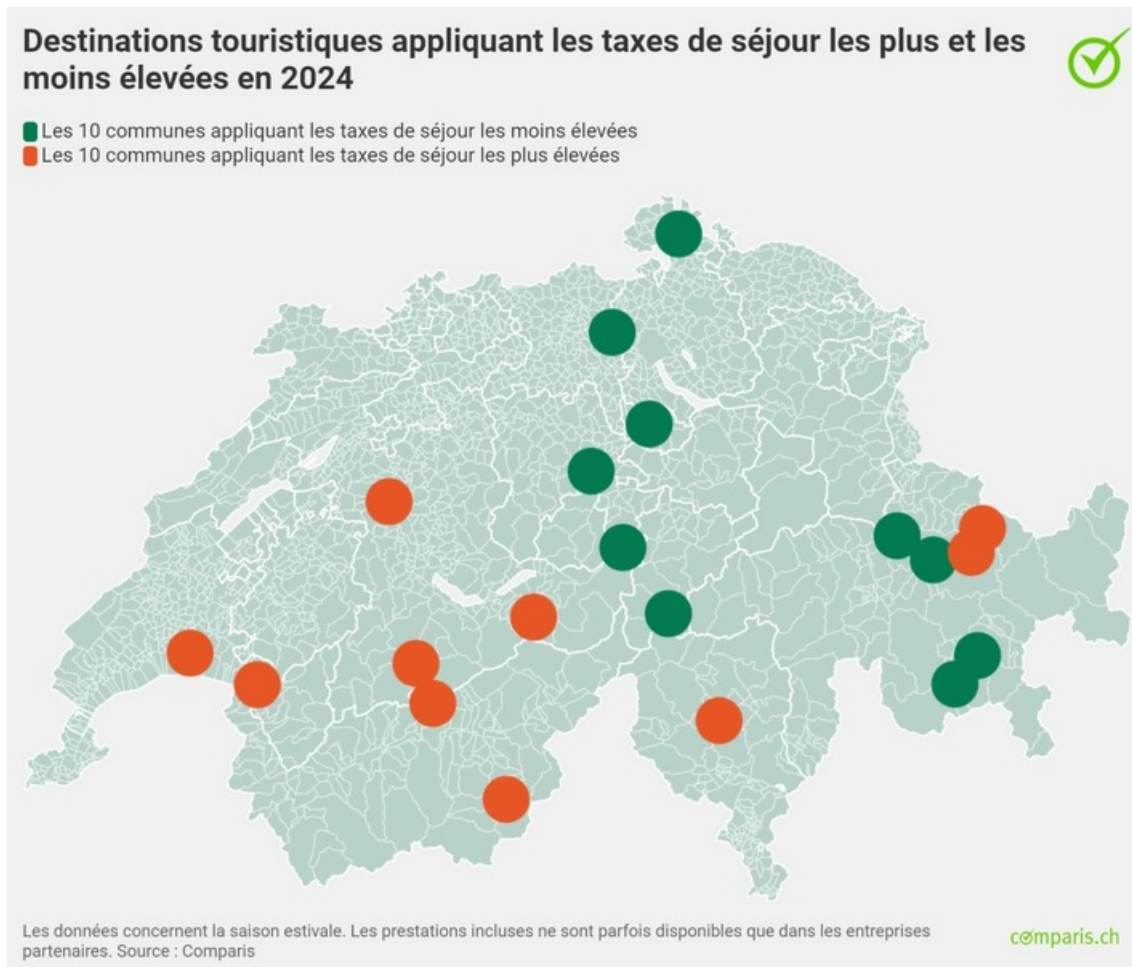 Destinations touristiques appliquant les taxes de séjour les plus et les
moins élevées en 2024
Les 10 communes appliquant les taxes de séjour les moins élevées
Les 10 communes appliquant les taxes de séjour les plus élevées
Les données concernent la saison estivale. Les prestations incluses ne sont parfois disponibles que dans les entreprises
partenaires. Source : Comparis
comparis.ch